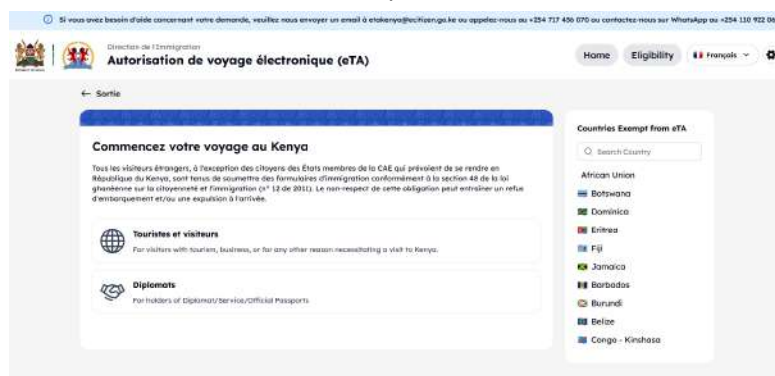 Si vous avez besoin d'aide concernant votre demande, veuillez nous envoyer un email à etakenya@ecitizen.go.ke ou appelez-nous au +254 717 456 070 ou contactez-nous sur WhatsApp au +254 110 922 06
Direction de l'Immigration
Autorisation de voyage électronique (eTA)
Home
Eligibility
Français
← Sortie
Commencez votre voyage au Kenya
Tous les visiteurs étrangers, à l'exception des citoyens des États membres de la CAE qui prévoient de se rendre en
République du Kenya, sont tenus de soumettre des formulaires d'immigration conformément à la section 48 de la loi
ghanéenne sur la citoyenneté et l'immigration (n° 12 de 2011). Le non-respect de cette obligation peut entraîner un refus
d'embarquement et/ou une expulsion à l'arrivée.
Touristes et visiteurs
For visitors with tourism, business, or for any other reason necessitating a visit to Kenya.
Diplomats
For holders of Diplomat/Service/Official Passports
Countries Exempt from eTA
Search Country
African Union
Botswana
Dominica
Eritrea
Fiji
Jamaica
Barbados
Burundi
Belize
Congo - Kinshasa